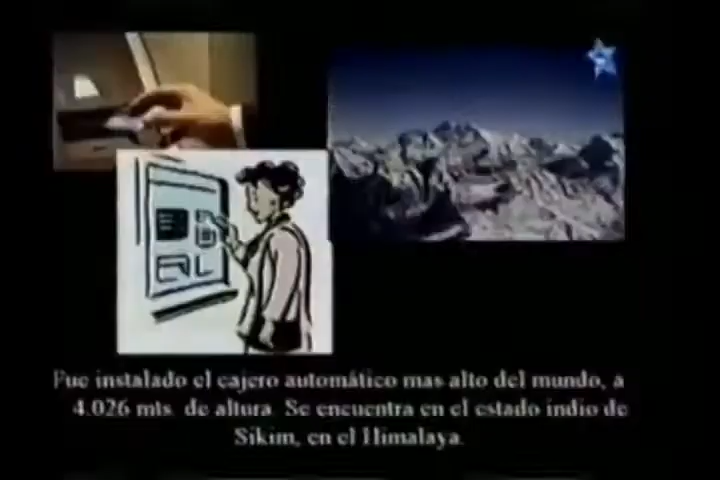 Fue instalado el cajero automático mas alto del mundo, a
4.026 mts. de altura. Se encuentra en el estado indio de
Sikim, en el Himalaya.